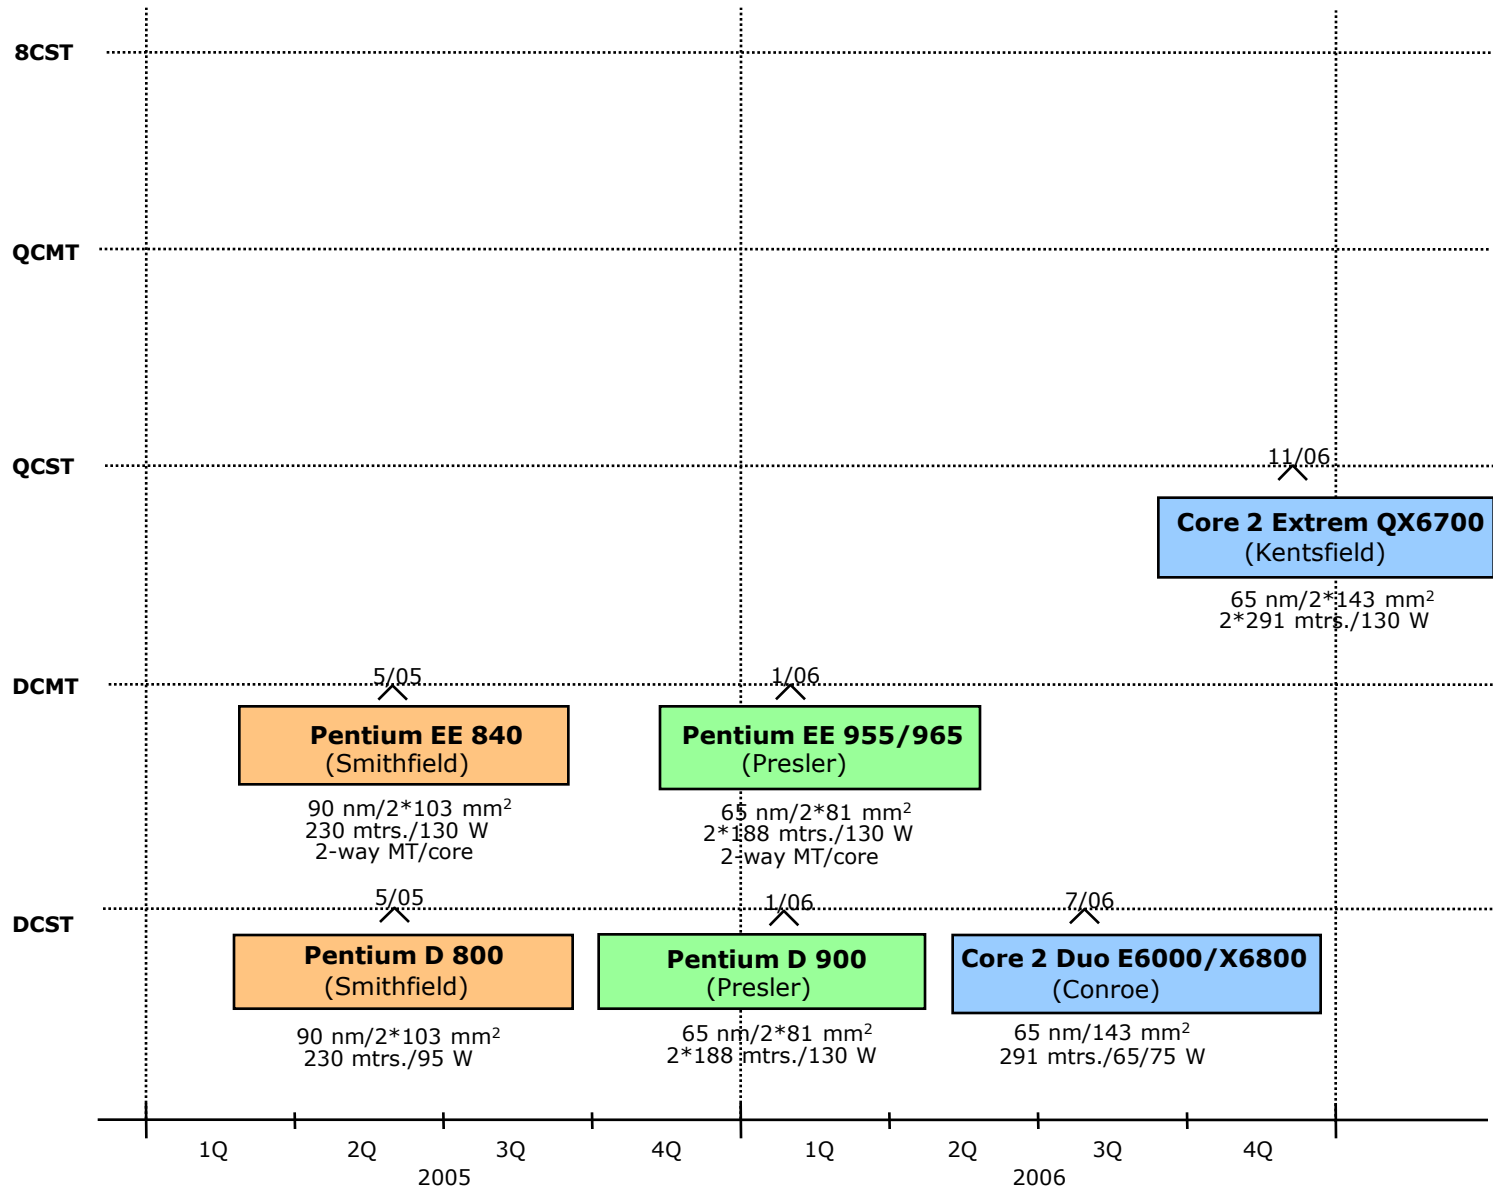 8CST
QCMT
QCST
11/06
Core 2 Extrem QX6700
(Kentsfield)
65 nm/2*143 mm²
2*291 mtrs./130 W
DCMT
5/05
1/06
Pentium EE 840
(Smithfield)
90 nm/2*103 mm²
230 mtrs./130 W
2-way MT/core
Pentium EE 955/965
(Presler)
65 nm/2*81 mm²
2*188 mtrs./130 W
2-way MT/core
DCST
5/05
1/06
7/06
Pentium D 800
(Smithfield)
90 nm/2*103 mm²
230 mtrs./95 W
Pentium D 900
(Presler)
65 nm/2*81 mm²
2*188 mtrs./130 W
Core 2 Duo E6000/X6800
(Conroe)
65 nm/143 mm²
291 mtrs./65/75 W
1Q 2Q 3Q 4Q 1Q 2Q 3Q 4Q
2005 2006